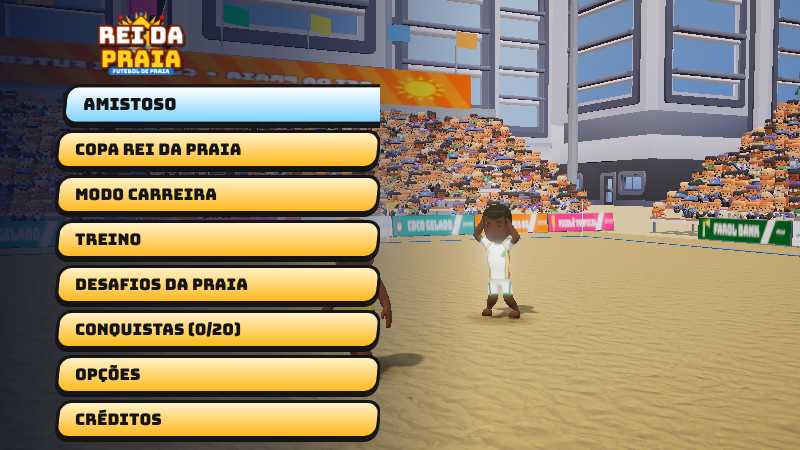 REI DA
PRAIA
FUTEBOL DE PRAIA
AMISTOSO
COPA REI DA PRAIA
MODO CARREIRA
TREINO
DESAFIOS DA PRAIA
CONQUISTAS (0/20)
OPÇÕES
CRÉDITOS
COCO GELADO
FAROL BANK